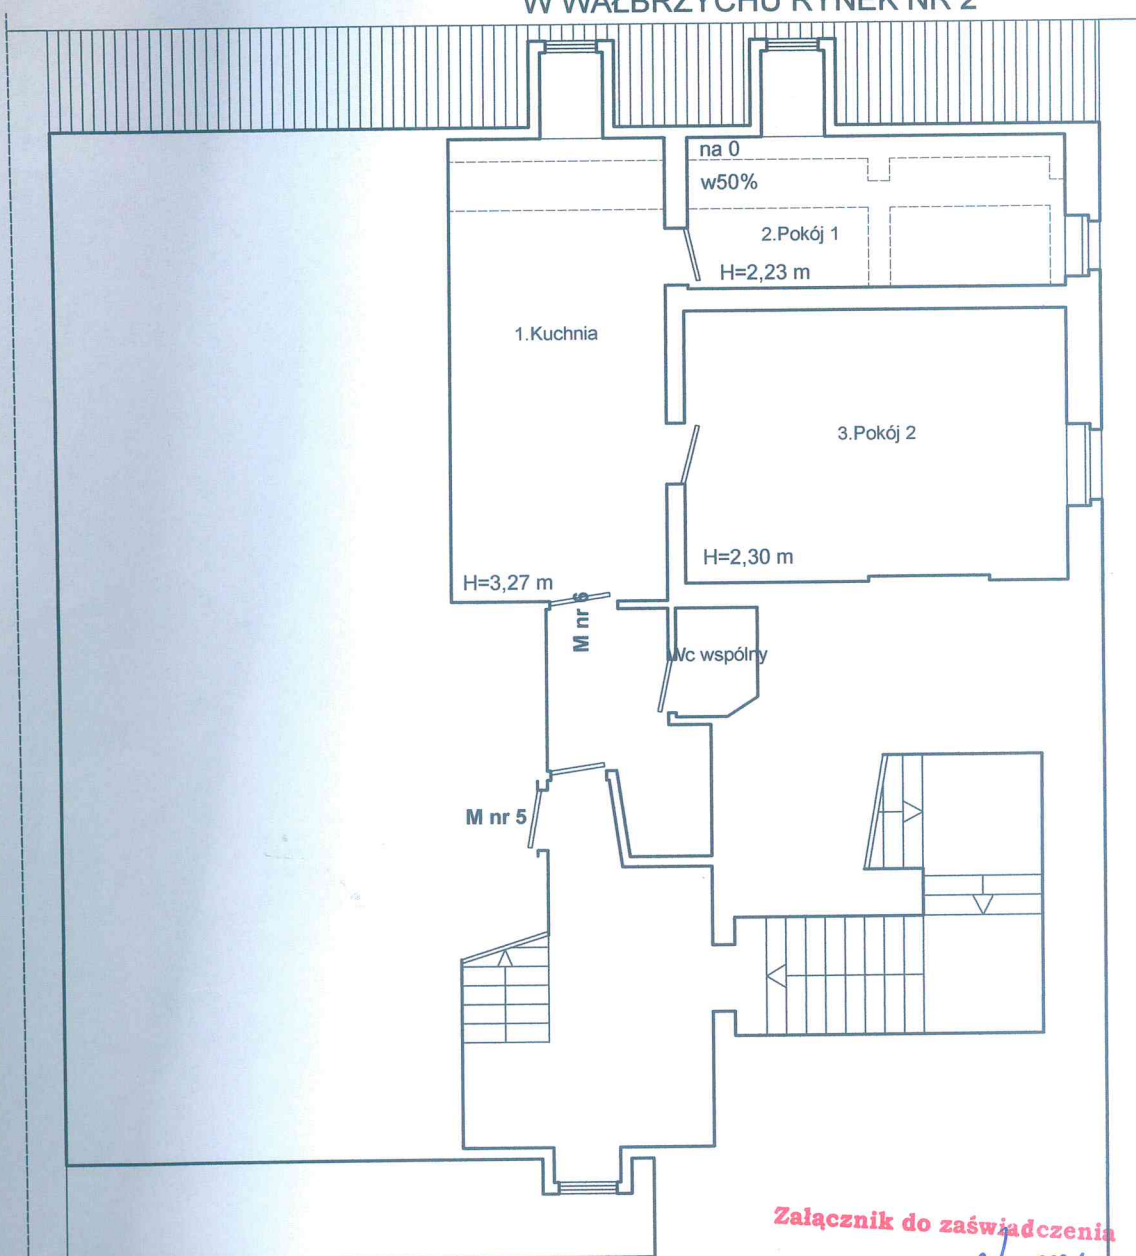 W WAŁBRZYCHU RYNEK NR 2
na 0
w50%
2.Pokój 1
H=2,23 m
1.Kuchnia
3.Pokój 2
H=2,30 m
H=3,27 m
M nr 6
Wc wspólny
M nr 5
Załącznik do zaświadczenia